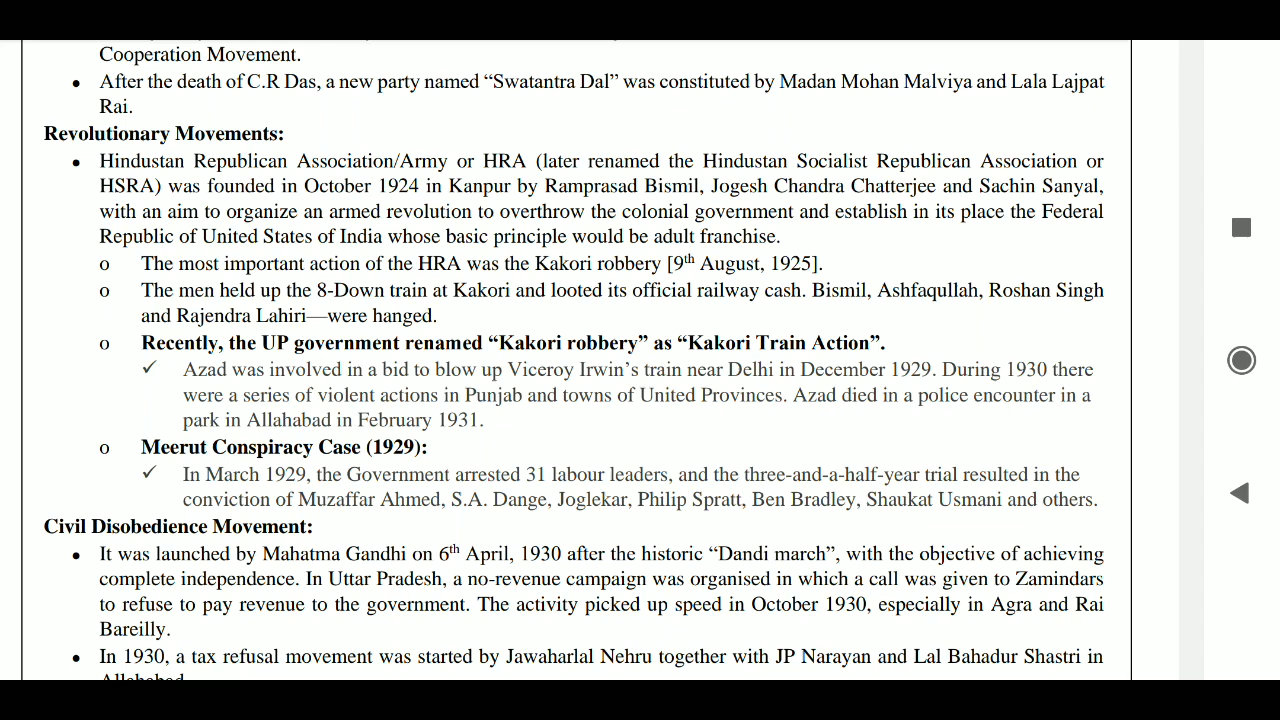 Cooperation Movement.
• After the death of C.R Das, a new party named “Swatantra Dal” was constituted by Madan Mohan Malviya and Lala Lajpat
Rai.
Revolutionary Movements:
• Hindustan Republican Association/Army or HRA (later renamed the Hindustan Socialist Republican Association or
HSRA) was founded in October 1924 in Kanpur by Ramprasad Bismil, Jogesh Chandra Chatterjee and Sachin Sanyal,
with an aim to organize an armed revolution to overthrow the colonial government and establish in its place the Federal
Republic of United States of India whose basic principle would be adult franchise.
o The most important action of the HRA was the Kakori robbery [9th August, 1925].
o The men held up the 8-Down train at Kakori and looted its official railway cash. Bismil, Ashfaqullah, Roshan Singh
and Rajendra Lahiri—were hanged.
o Recently, the UP government renamed “Kakori robbery” as “Kakori Train Action”.
✓ Azad was involved in a bid to blow up Viceroy Irwin’s train near Delhi in December 1929. During 1930 there
were a series of violent actions in Punjab and towns of United Provinces. Azad died in a police encounter in a
park in Allahabad in February 1931.
o Meerut Conspiracy Case (1929):
✓ In March 1929, the Government arrested 31 labour leaders, and the three-and-a-half-year trial resulted in the
conviction of Muzaffar Ahmed, S.A. Dange, Joglekar, Philip Spratt, Ben Bradley, Shaukat Usmani and others.
Civil Disobedience Movement:
• It was launched by Mahatma Gandhi on 6th April, 1930 after the historic “Dandi march”, with the objective of achieving
complete independence. In Uttar Pradesh, a no-revenue campaign was organised in which a call was given to Zamindars
to refuse to pay revenue to the government. The activity picked up speed in October 1930, especially in Agra and Rai
Bareilly.
• In 1930, a tax refusal movement was started by Jawaharlal Nehru together with JP Narayan and Lal Bahadur Shastri in